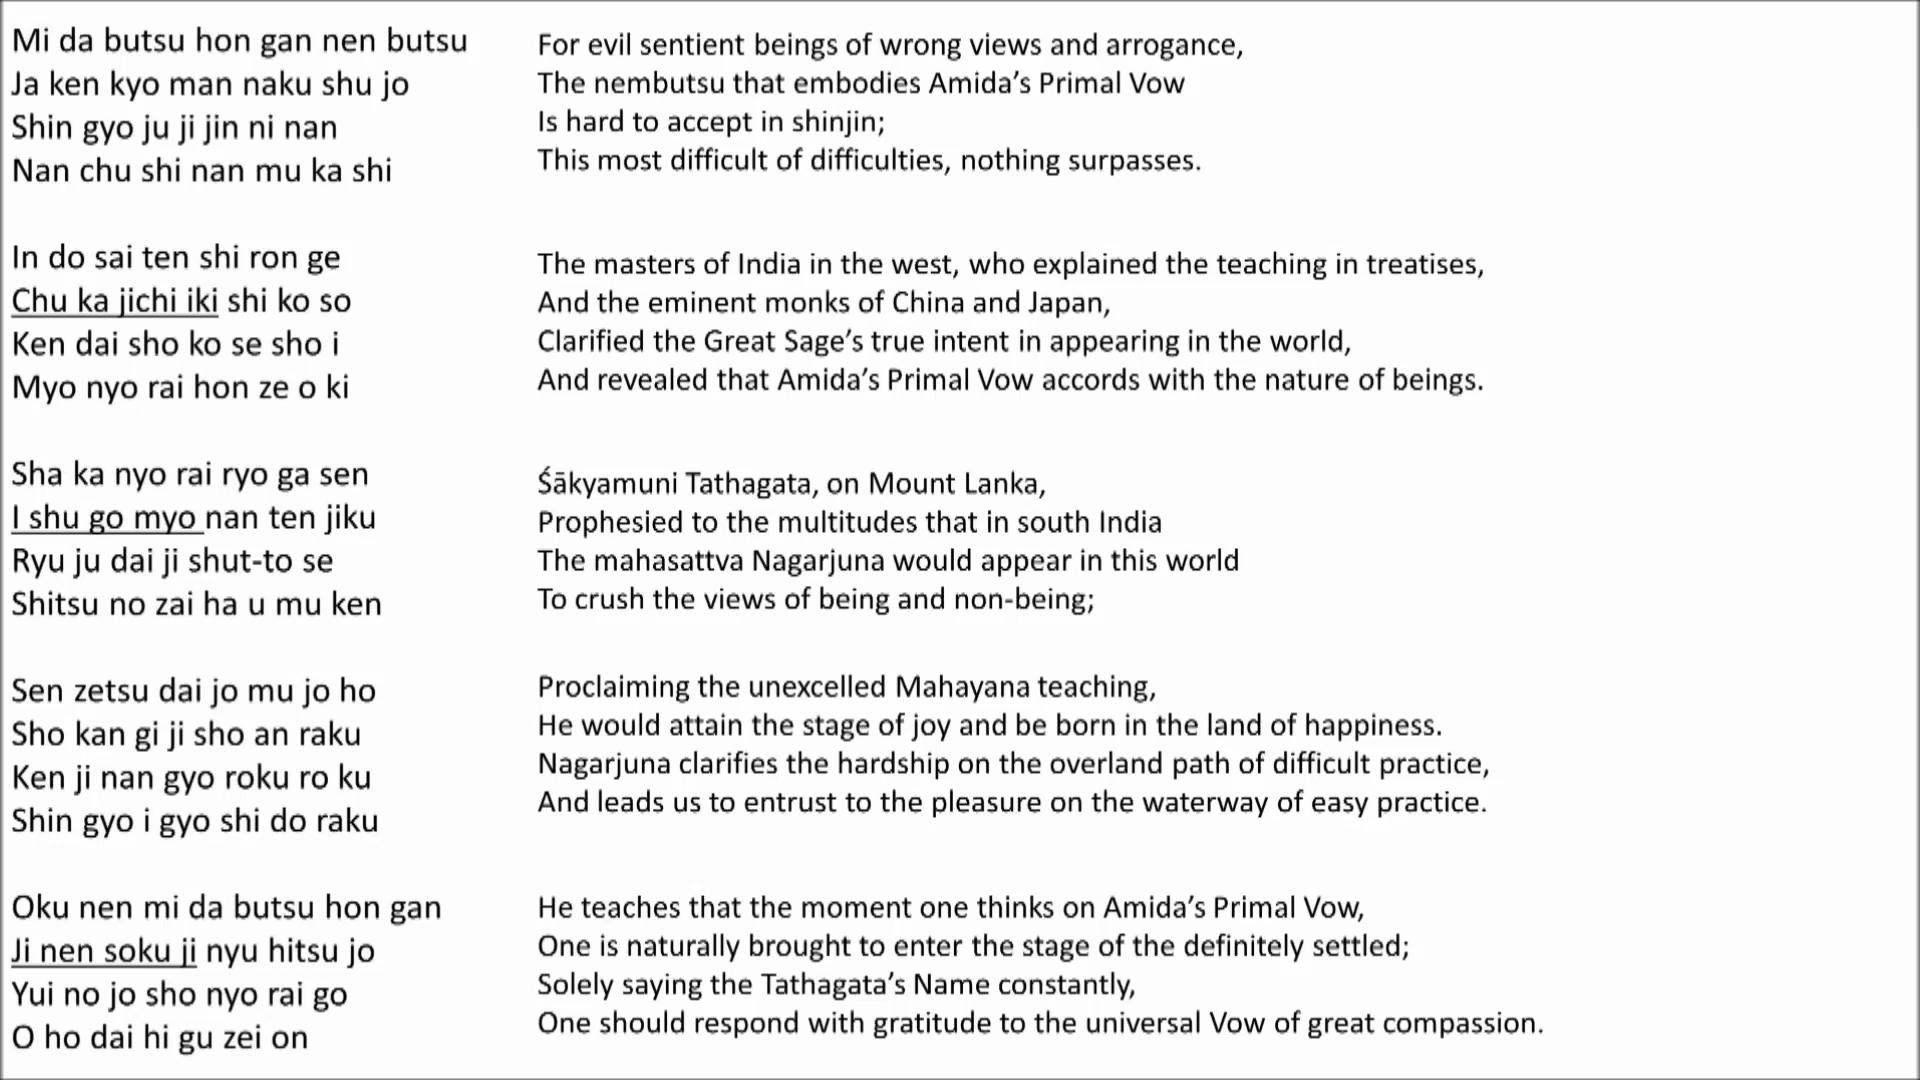 Mi da butsu hon gan nen butsu
Ja ken kyo man naku shu jo
Shin gyo ju ji jin ni nan
Nan chu shi nan mu ka shi
For evil sentient beings of wrong views and arrogance,
The nembutsu that embodies Amida’s Primal Vow
Is hard to accept in shinjin;
This most difficult of difficulties, nothing surpasses.
In do sai ten shi ron ge
Chu ka jichi iki shi ko so
Ken dai sho ko se sho i
Myo nyo rai hon ze o ki
The masters of India in the west, who explained the teaching in treatises,
And the eminent monks of China and Japan,
Clarified the Great Sage’s true intent in appearing in the world,
And revealed that Amida’s Primal Vow accords with the nature of beings.
Sha ka nyo rai ryo ga sen
I shu go myo nan ten jiku
Ryu ju dai ji shut-to se
Shitsu no zai ha u mu ken
Śākyamuni Tathagata, on Mount Lanka,
Prophesied to the multitudes that in south India
The mahasattva Nagarjuna would appear in this world
To crush the views of being and non-being;
Sen zetsu dai jo mu jo ho
Sho kan gi ji sho an raku
Ken ji nan gyo roku ro ku
Shin gyo i gyo shi do raku
Proclaiming the unexcelled Mahayana teaching,
He would attain the stage of joy and be born in the land of happiness.
Nagarjuna clarifies the hardship on the overland path of difficult practice,
And leads us to entrust to the pleasure on the waterway of easy practice.
Oku nen mi da butsu hon gan
Ji nen soku ji nyu hitsu jo
Yui no jo sho nyo rai go
O ho dai hi gu zei on
He teaches that the moment one thinks on Amida’s Primal Vow,
One is naturally brought to enter the stage of the definitely settled;
Solely saying the Tathagata’s Name constantly,
One should respond with gratitude to the universal Vow of great compassion.